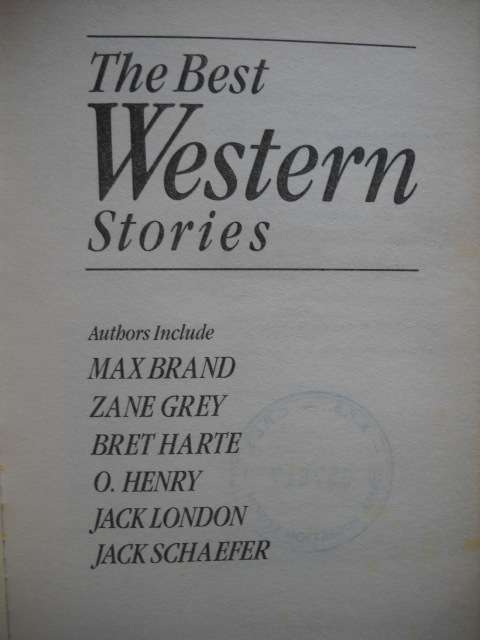 The Best
Western
Stories
Authors Include
MAX BRAND
ZANE GREY
BRET HARTE
O. HENRY
JACK LONDON
JACK SCHAEFER